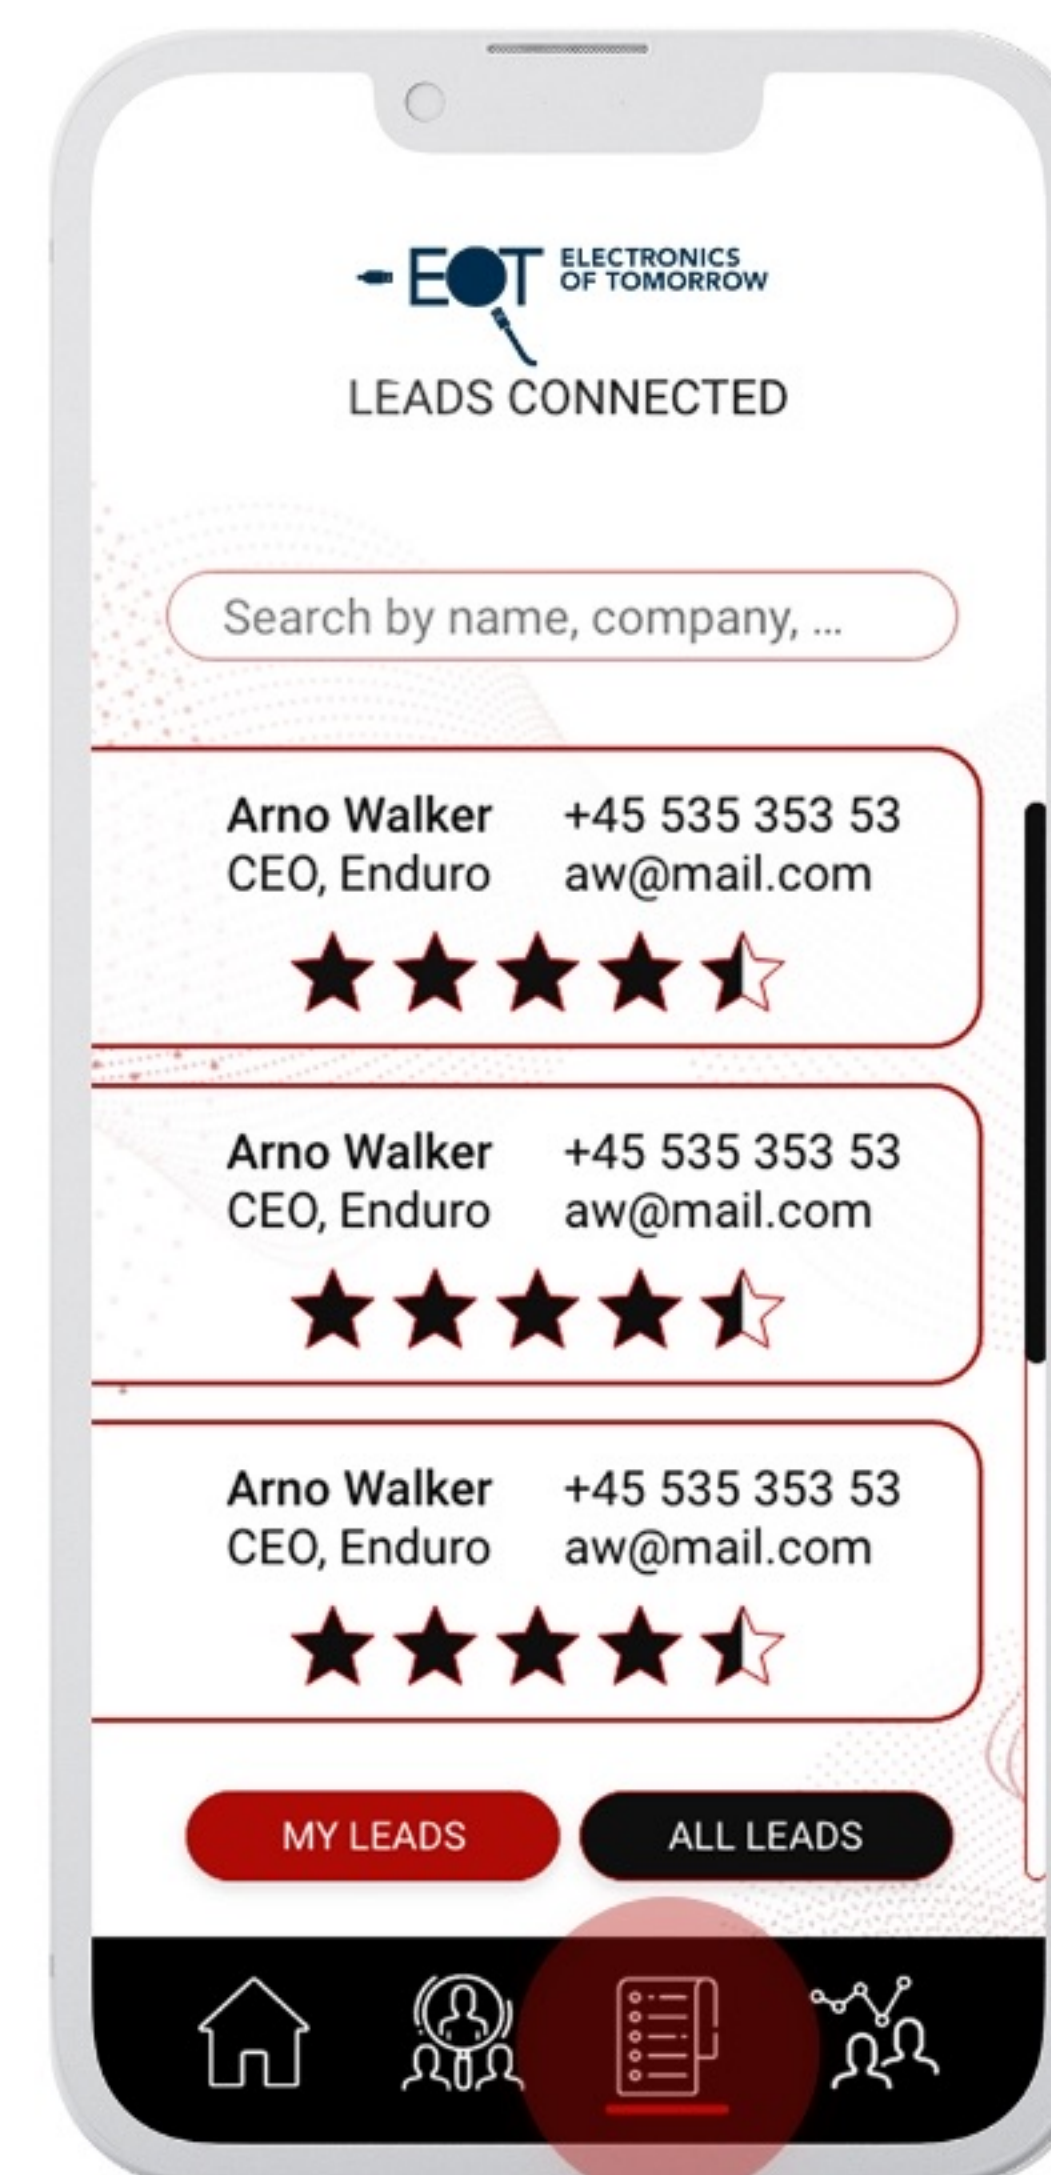 EOT ELECTRONICS
OF TOMORROW
LEADS CONNECTED
Search by name, company, ...
Arno Walker +45 535 353 53
CEO, Enduro aw@mail.com
Arno Walker +45 535 353 53
CEO, Enduro aw@mail.com
Arno Walker +45 535 353 53
CEO, Enduro aw@mail.com
MY LEADS ALL LEADS